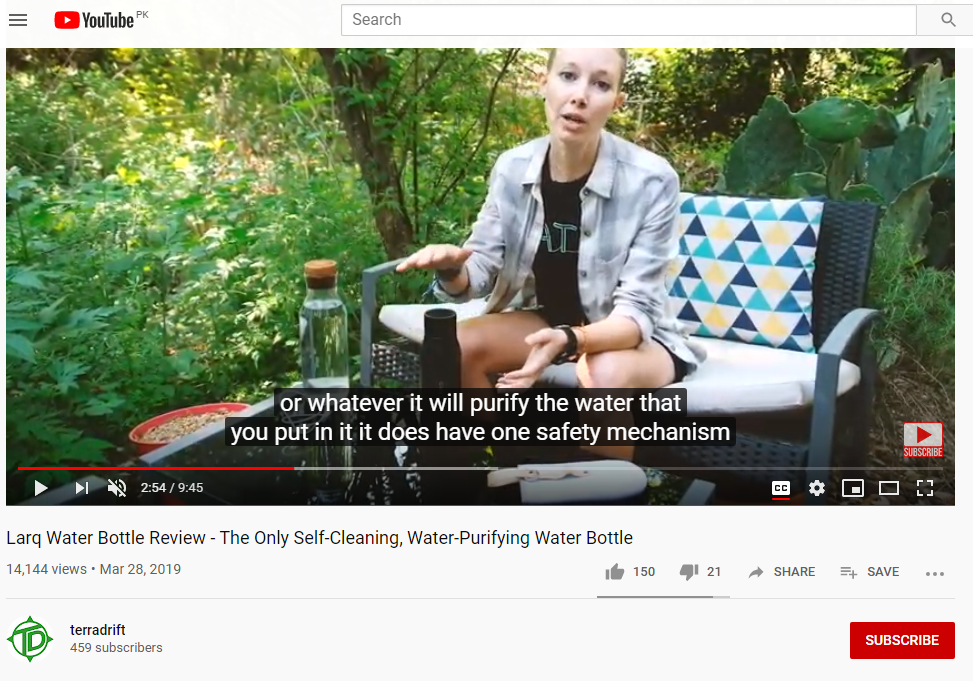 YouTube PK
Search
AT
or whatever it will purify the water that
you put in it it does have one safety mechanism
SUBSCRIBE
2:54 / 9:45
CC
Larq Water Bottle Review - The Only Self-Cleaning, Water-Purifying Water Bottle
14,144 views • Mar 28, 2019
150
21
SHARE
SAVE
TD
terradrift
459 subscribers
SUBSCRIBE